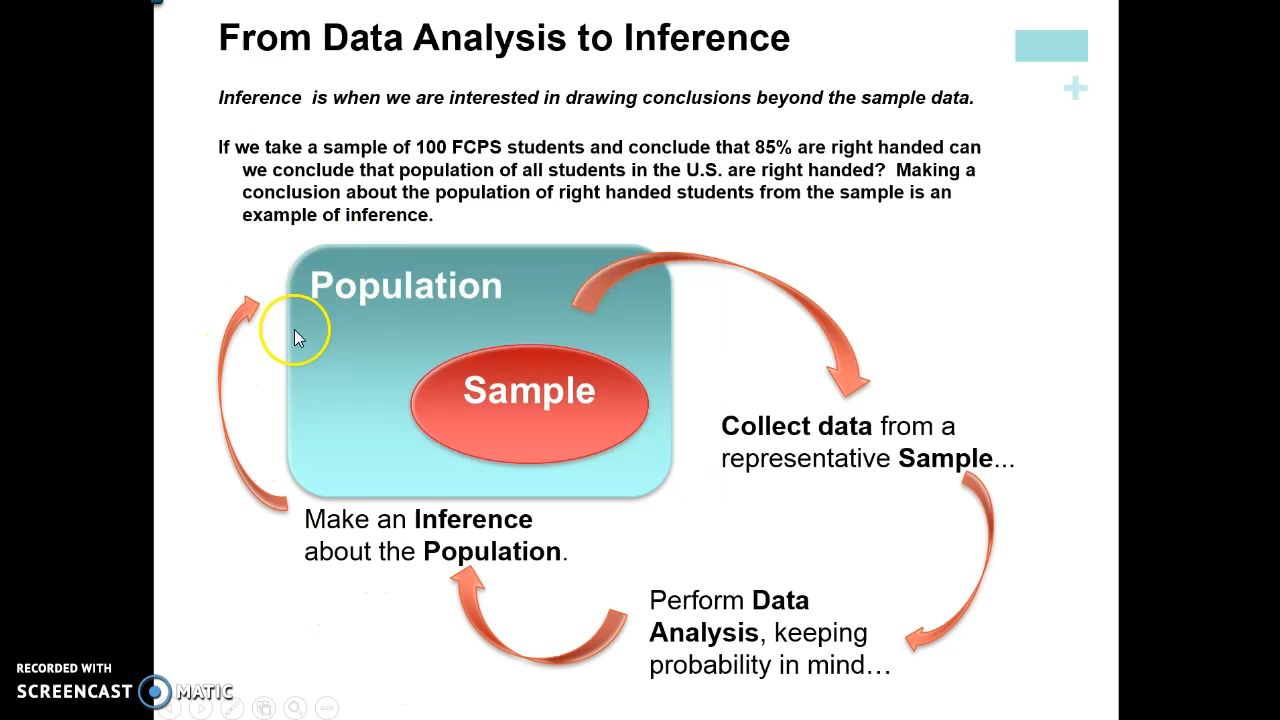 From Data Analysis to Inference
Inference is when we are interested in drawing conclusions beyond the sample data.
If we take a sample of 100 FCPS students and conclude that 85% are right handed can
we conclude that population of all students in the U.S. are right handed? Making a
conclusion about the population of right handed students from the sample is an
example of inference.
Population
Sample
Collect data from a
representative Sample...
Make an Inference
about the Population.
Perform Data
Analysis, keeping
probability in mind…
RECORDED WITH
SCREENCAST MATIC